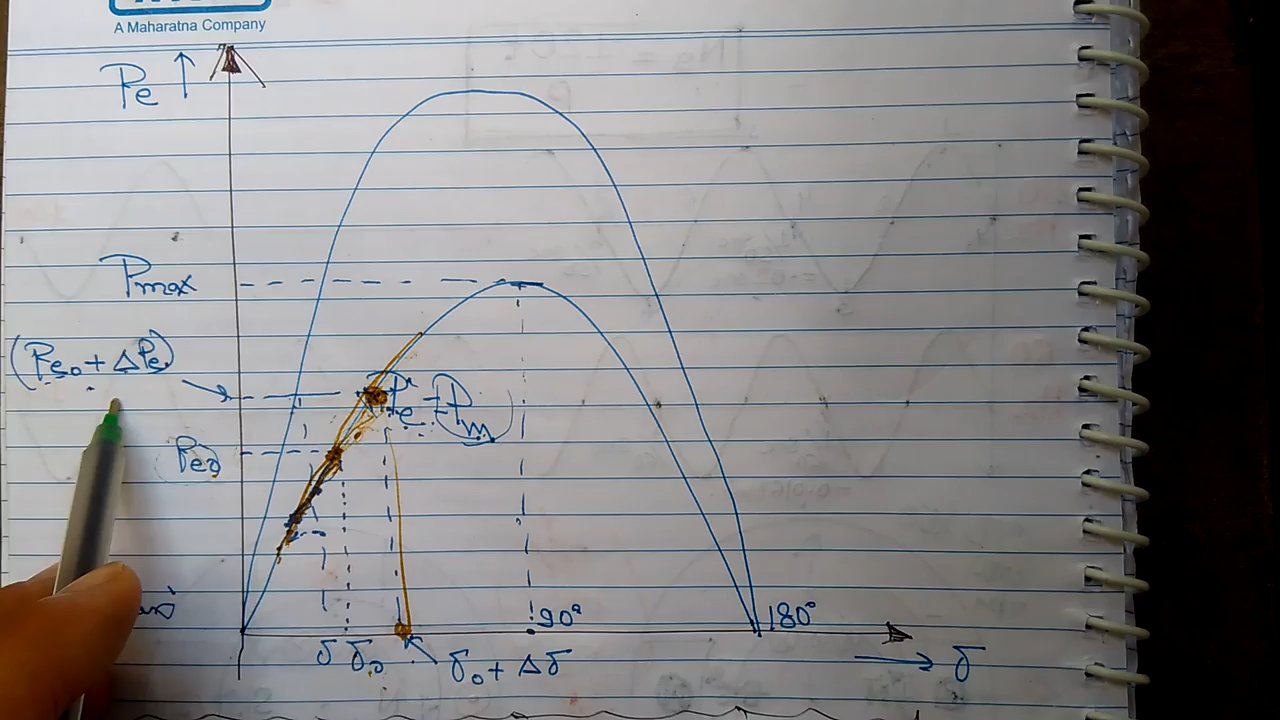 A Maharatna Company
Pe ↑
Pmax
(Peo + ΔPe)
Pe = Pm
Peo
90°
180°
δ δo
δo + Δδ
δ